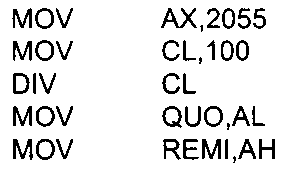 MOV AX,2055
MOV CL,100
DIV CL
MOV QUO,AL
MOV REMI,AH